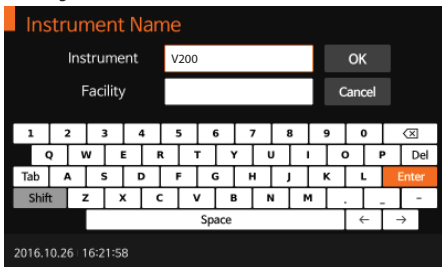 Instrument Name
Instrument V200 OK
Facility Cancel
1 2 3 4 5 6 7 8 9 0
Q W E R T Y U I O P Del
Tab A S D F G H J K L Enter
Shift Z X C V B N M . _ -
Space ← →
2016.10.26 16:21:58